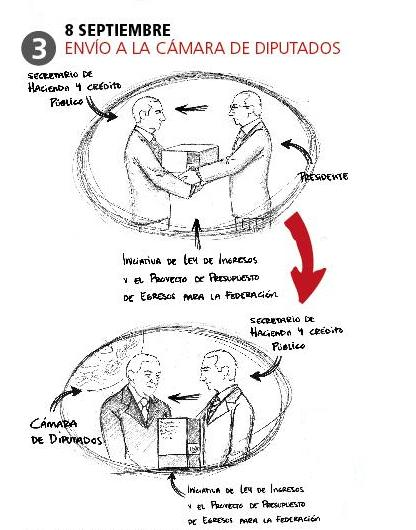 3
8 SEPTIEMBRE
ENVÍO A LA CÁMARA DE DIPUTADOS
SECRETARIO DE
HACIENDA Y CRÉDITO
PÚBLICO
PRESIDENTE
INICIATIVA DE LEY DE INGRESOS
Y EL PROYECTO DE PRESUPUESTO
DE EGRESOS PARA LA FEDERACIÓN
SECRETARIO DE
HACIENDA Y CRÉDITO
PÚBLICO
CÁMARA
DE DIPUTADOS
INICIATIVA DE LEY DE INGRESOS
Y EL PROYECTO DE PRESUPUESTO
DE EGRESOS PARA LA FEDERACIÓN